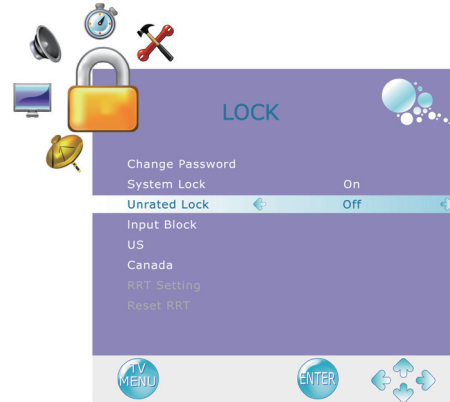 LOCK
Change Password
System Lock On
Unrated Lock Off
Input Block
US
Canada
RRT Setting
Reset RRT
TV
MENU
ENTER